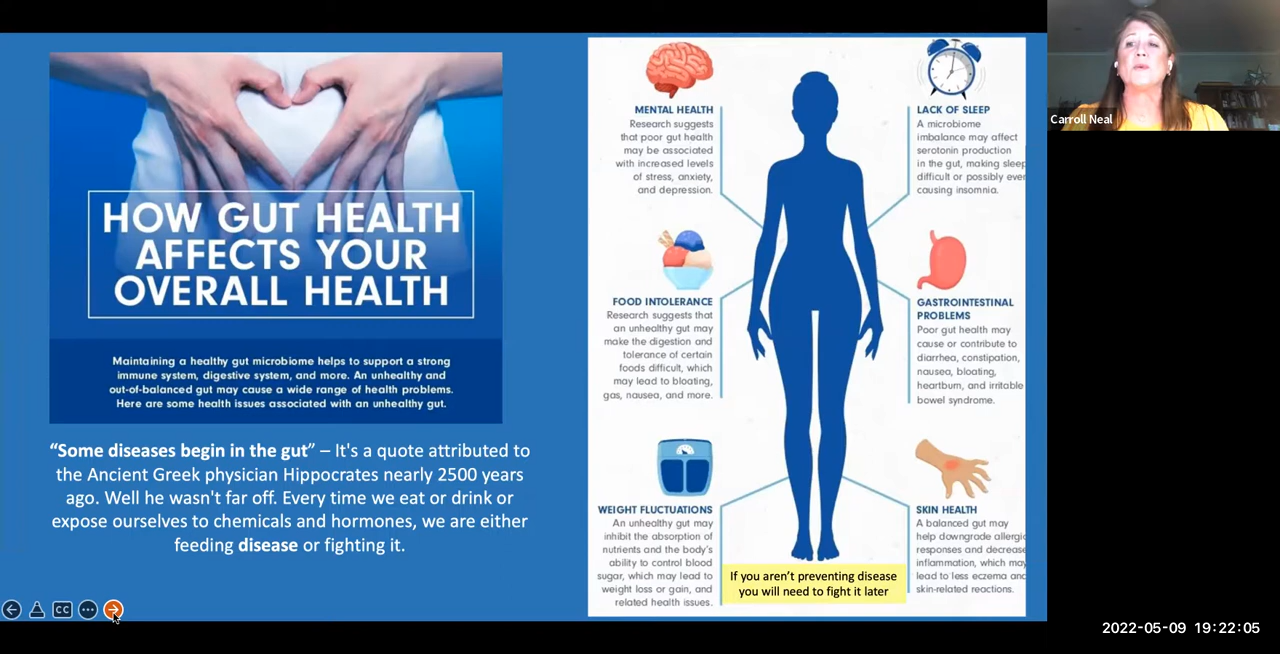 HOW GUT HEALTH
AFFECTS YOUR
OVERALL HEALTH
Maintaining a healthy gut microbiome helps to support a strong
immune system, digestive system, and more. An unhealthy and
out-of-balanced gut may cause a wide range of health problems.
Here are some health issues associated with an unhealthy gut.
“Some diseases begin in the gut” – It's a quote attributed to
the Ancient Greek physician Hippocrates nearly 2500 years
ago. Well he wasn't far off. Every time we eat or drink or
expose ourselves to chemicals and hormones, we are either
feeding disease or fighting it.
MENTAL HEALTH
Research suggests
that poor gut health
may be associated
with increased levels
of stress, anxiety,
and depression.
FOOD INTOLERANCE
Research suggests that
an unhealthy gut may
make the digestion and
tolerance of certain
foods difficult, which
may lead to bloating,
gas, nausea, and more.
WEIGHT FLUCTUATIONS
An unhealthy gut may
inhibit the absorption of
nutrients and the body's
ability to control blood
sugar, which may lead to
weight loss or gain, and
related health issues.
LACK OF SLEEP
A microbiome
imbalance may affect
serotonin production
in the gut, making sleep
difficult or possibly ever
causing insomnia.
GASTROINTESTINAL
PROBLEMS
Poor gut health may
cause or contribute to
diarrhea, constipation,
nausea, bloating,
heartburn, and irritable
bowel syndrome.
SKIN HEALTH
A balanced gut may
help downgrade allergic
responses and decrease
inflammation, which may
lead to less eczema and
skin-related reactions.
If you aren’t preventing disease
you will need to fight it later
CC
Carroll Neal
2022-05-09 19:22:05